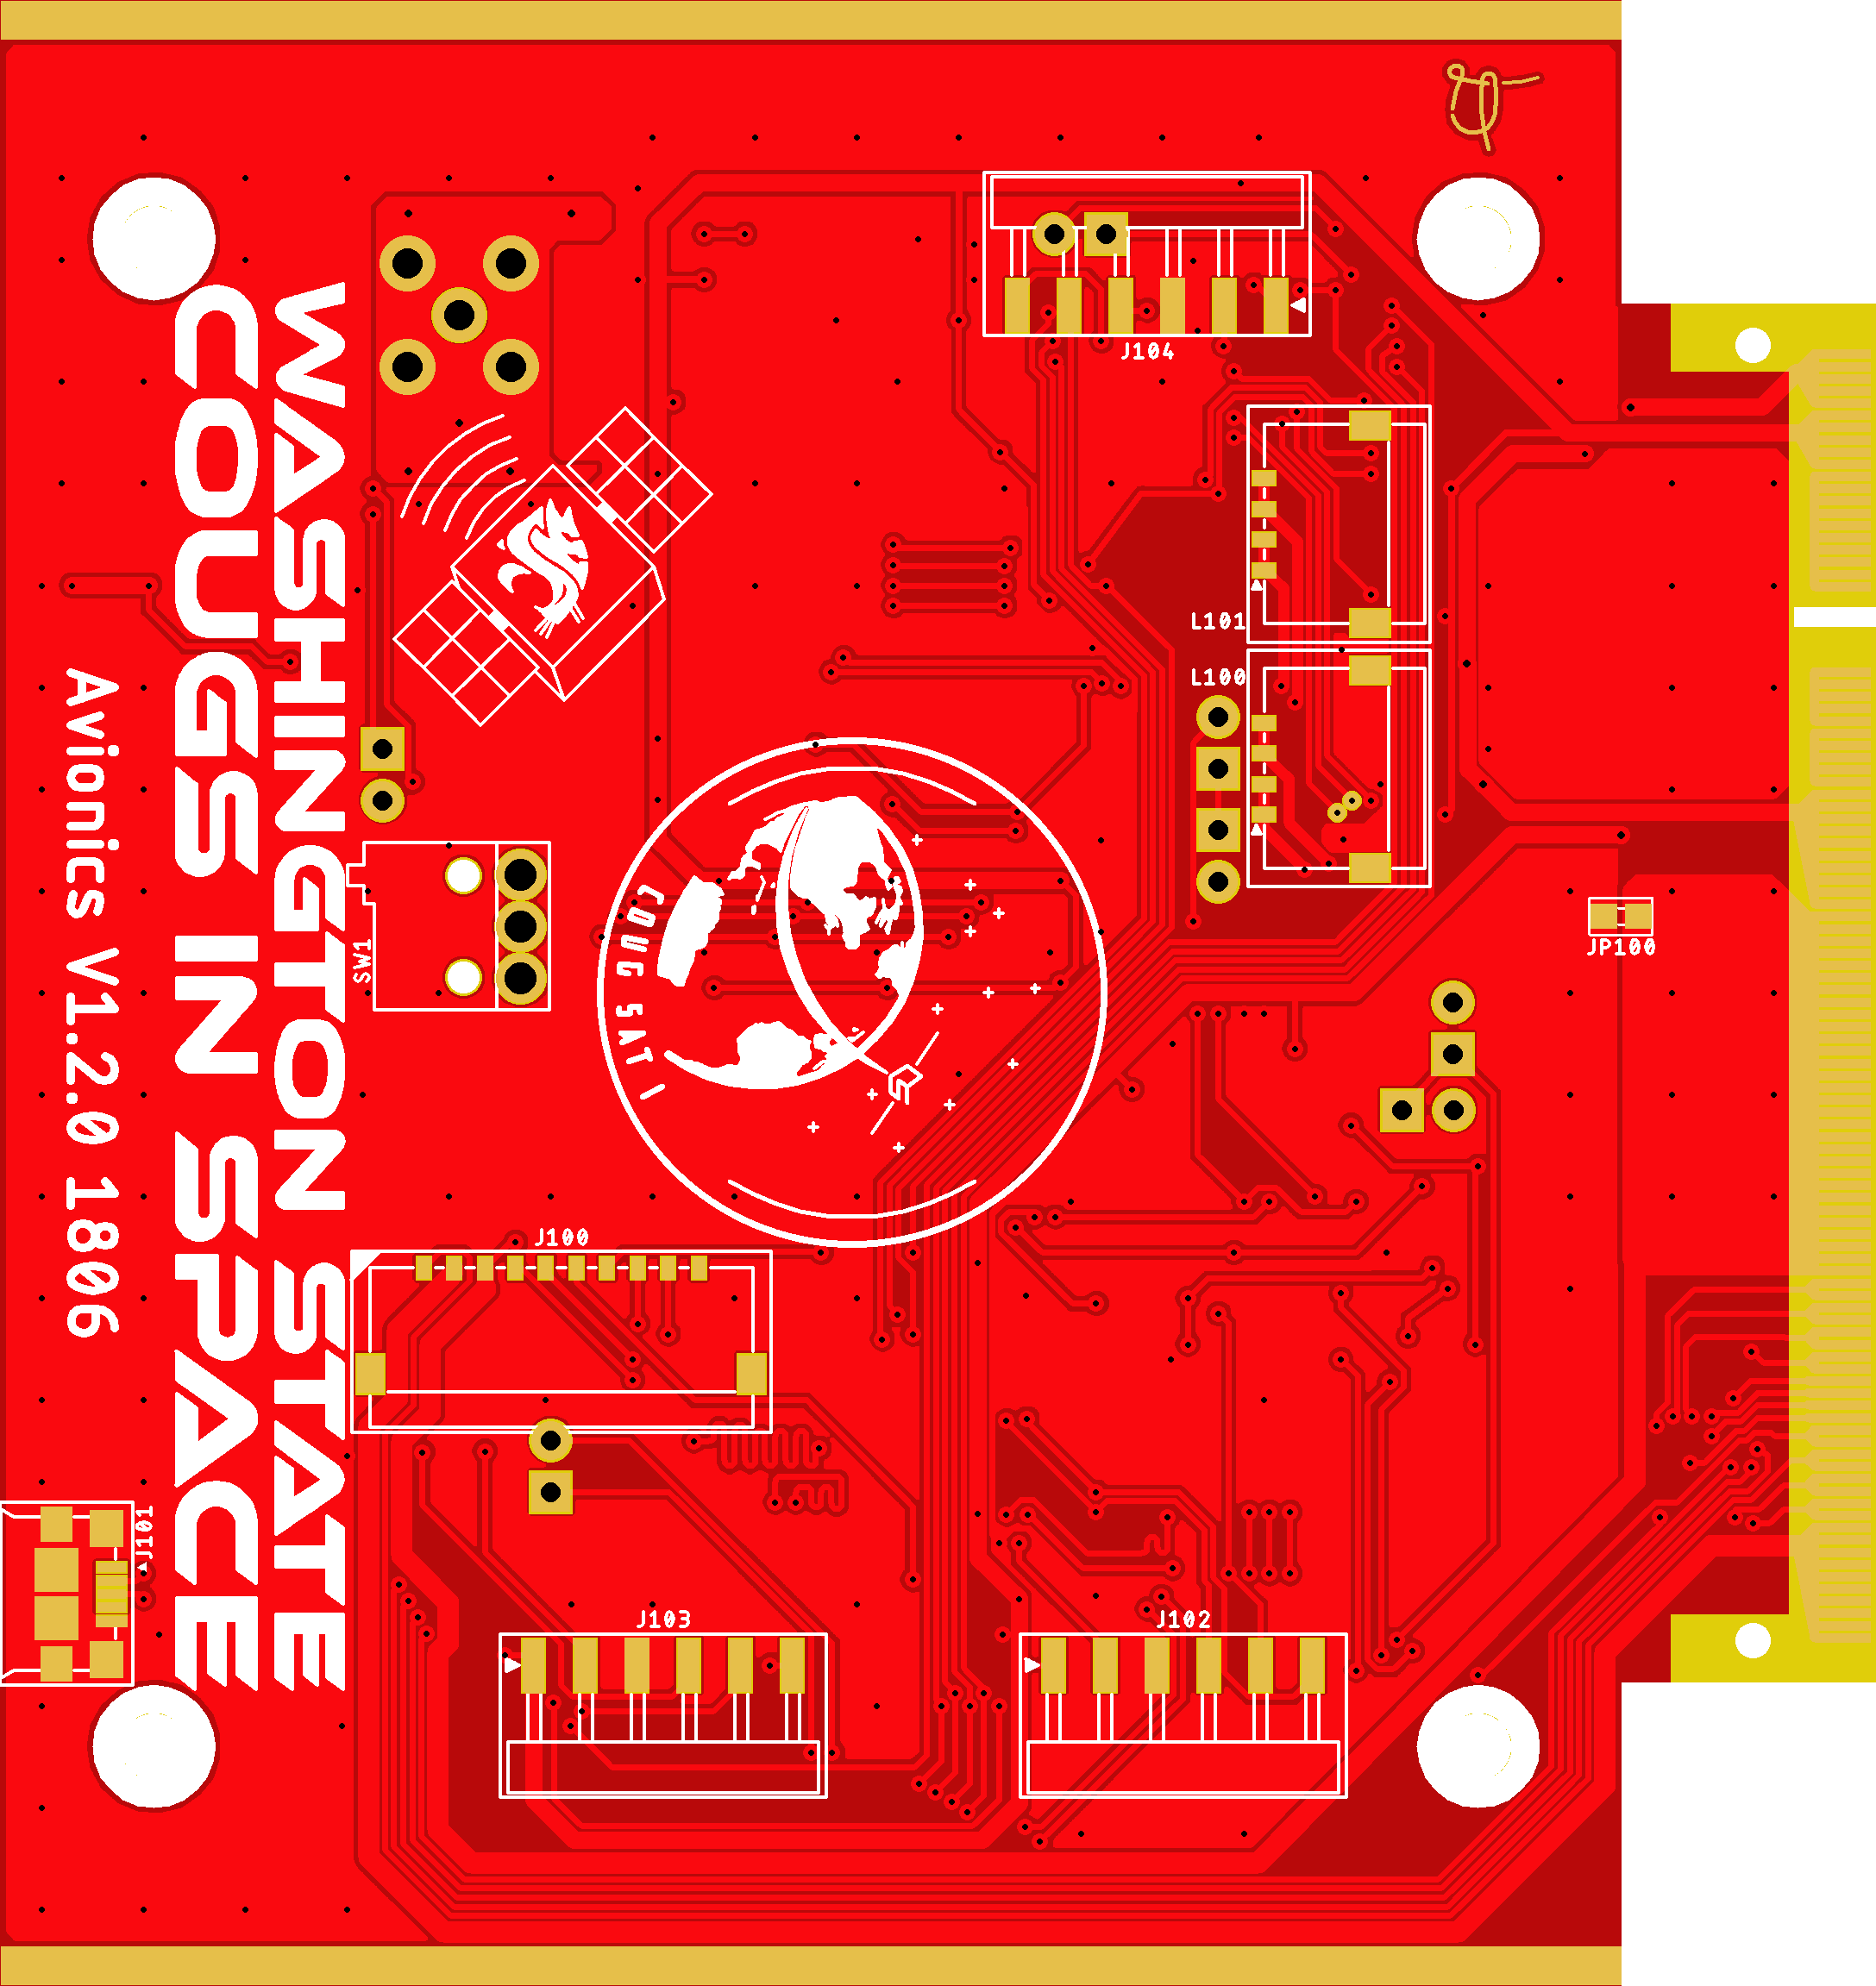 WASHINGTON STATE
COUGS IN SPACE
Avionics V1.2.0 1806
J104
L101
L100
JP100
SW1
COUG SAT 1
J100
J101
J103
J102